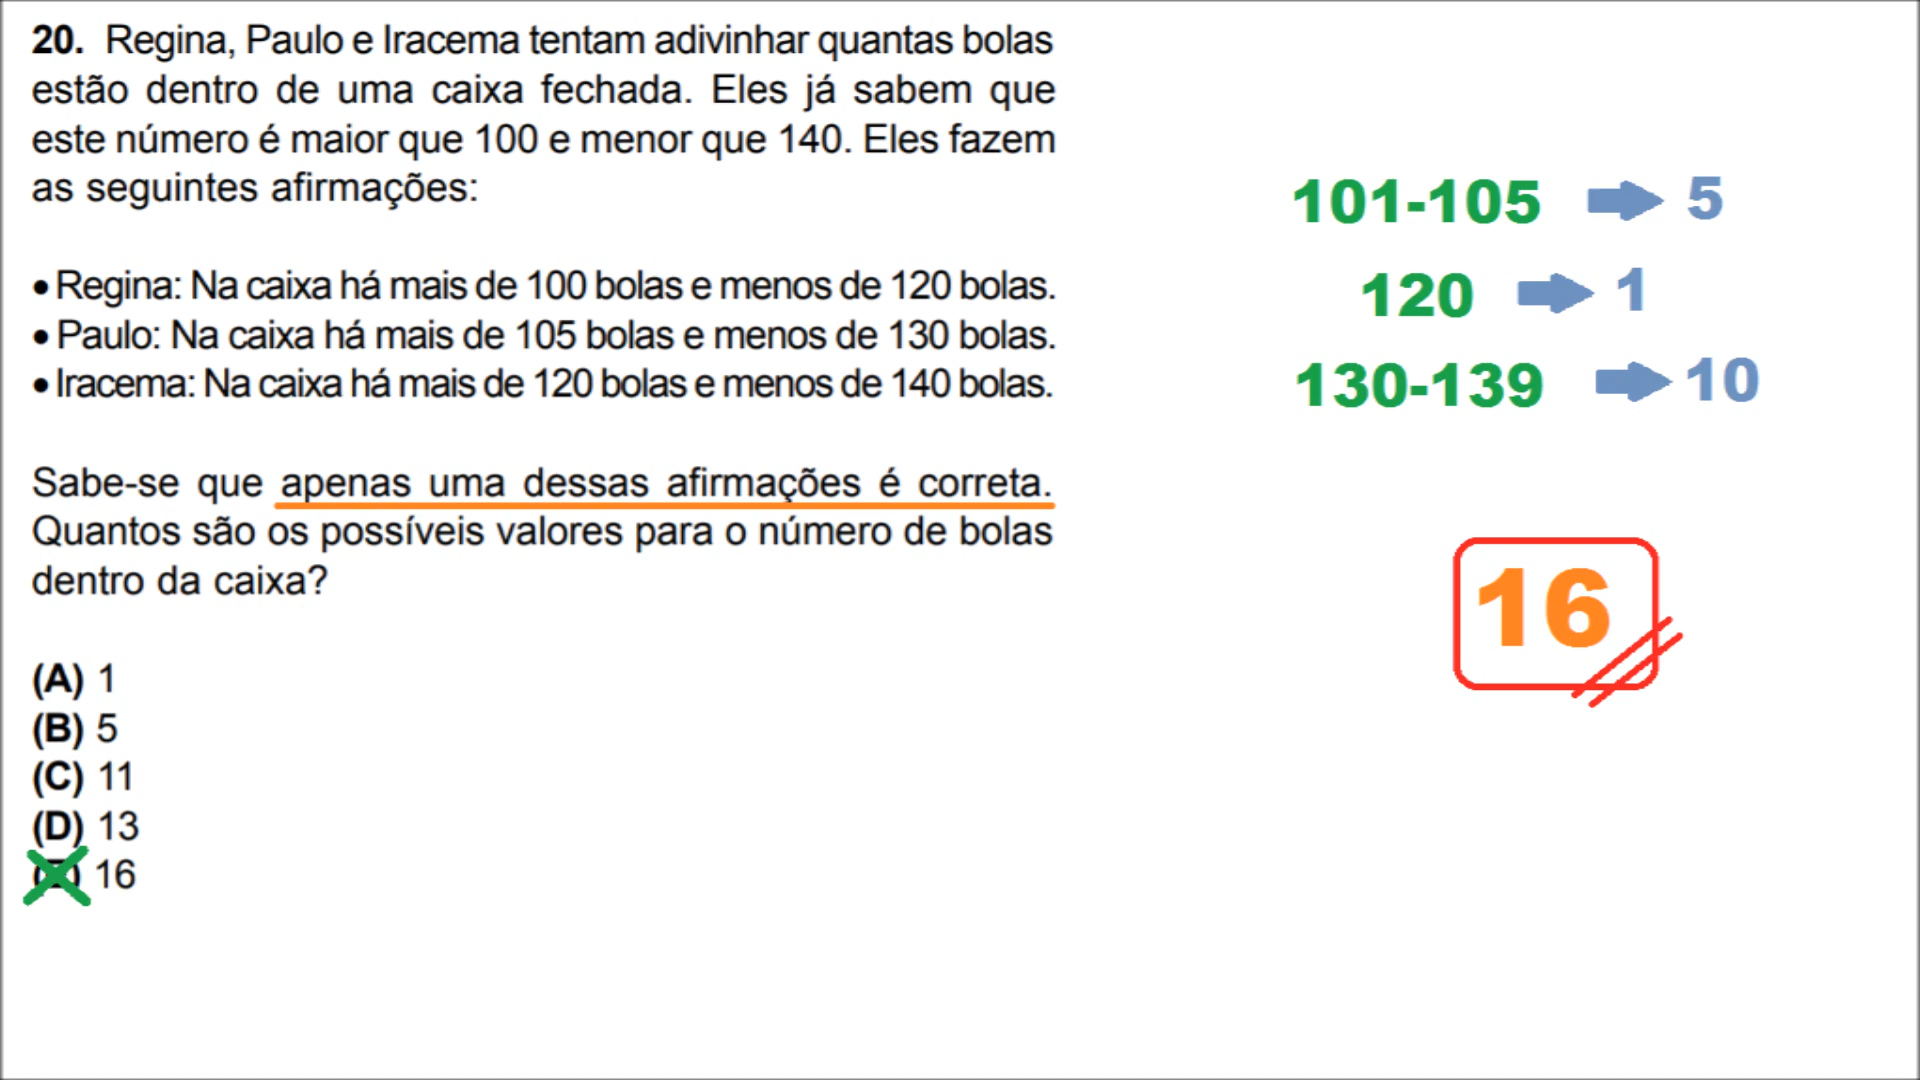 20. Regina, Paulo e Iracema tentam adivinhar quantas bolas
estão dentro de uma caixa fechada. Eles já sabem que
este número é maior que 100 e menor que 140. Eles fazem
as seguintes afirmações:
• Regina: Na caixa há mais de 100 bolas e menos de 120 bolas.
• Paulo: Na caixa há mais de 105 bolas e menos de 130 bolas.
• Iracema: Na caixa há mais de 120 bolas e menos de 140 bolas.
Sabe-se que apenas uma dessas afirmações é correta.
Quantos são os possíveis valores para o número de bolas
dentro da caixa?
(A) 1
(B) 5
(C) 11
(D) 13
16
101-105 5
120 1
130-139 10
16